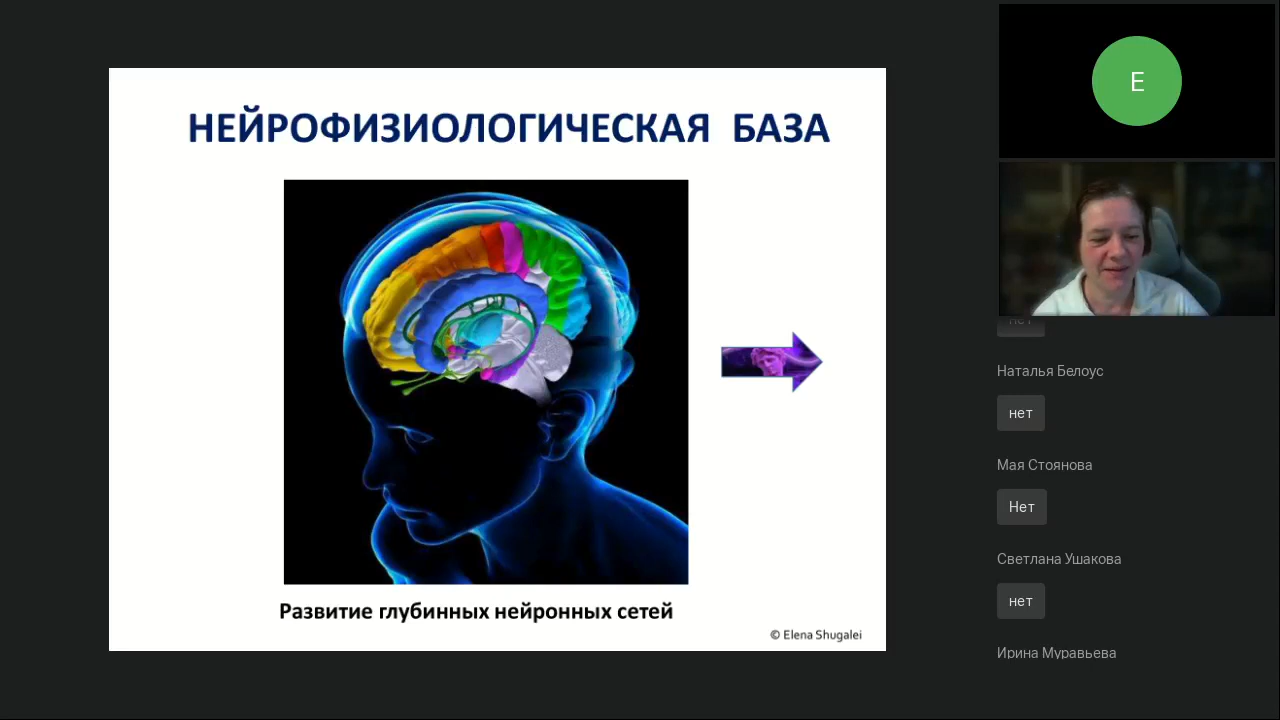 НЕЙРОФИЗИОЛОГИЧЕСКАЯ БАЗА
Развитие глубинных нейронных сетей
© Elena Shugalei
E
нет
Наталья Белоус
нет
Мая Стоянова
Нет
Светлана Ушакова
нет
Ирина Муравьева